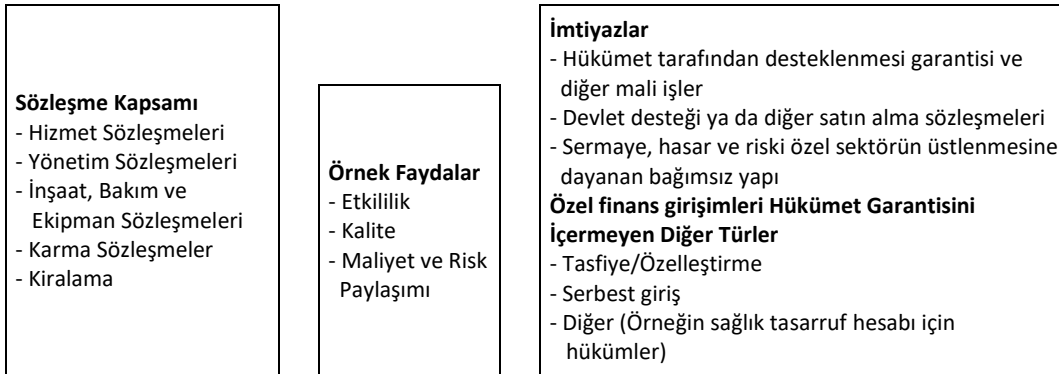 Sözleşme Kapsamı
- Hizmet Sözleşmeleri
- Yönetim Sözleşmeleri
- İnşaat, Bakım ve
Ekipman Sözleşmeleri
- Karma Sözleşmeler
- Kiralama
Örnek Faydalar
- Etkililik
- Kalite
- Maliyet ve Risk
Paylaşımı
İmtiyazlar
- Hükümet tarafından desteklenmesi garantisi ve
diğer mali işler
- Devlet desteği ya da diğer satın alma sözleşmeleri
- Sermaye, hasar ve riski özel sektörün üstlenmesine
dayanan bağımsız yapı
Özel finans girişimleri Hükümet Garantisini
İçermeyen Diğer Türler
- Tasfiye/Özelleştirme
- Serbest giriş
- Diğer (Örneğin sağlık tasarruf hesabı için
hükümler)